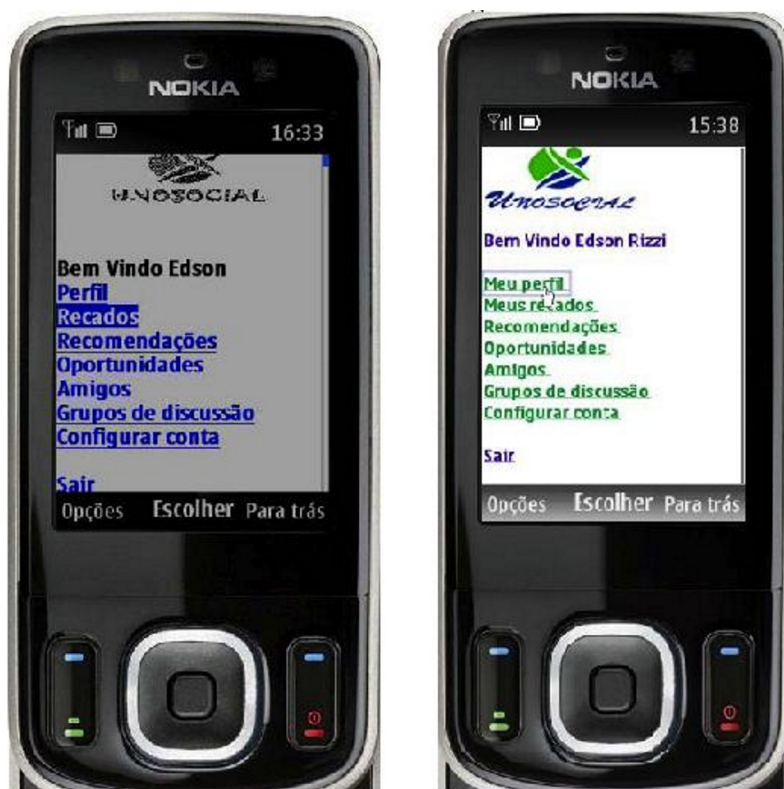 NOKIA
16:33
UNOSOCIAL
Bem Vindo Edson
Perfil
Recados
Recomendações
Oportunidades
Amigos
Grupos de discussão
Configurar conta
Sair
Opções Escolher Para trás
NOKIA
15:38
UNOSOCIAL
Bem Vindo Edson Rizzi
Meu perfil
Meus recados
Recomendações
Oportunidades
Amigos
Grupos de discussão
Configurar conta
Sair
Opções Escolher Para trás